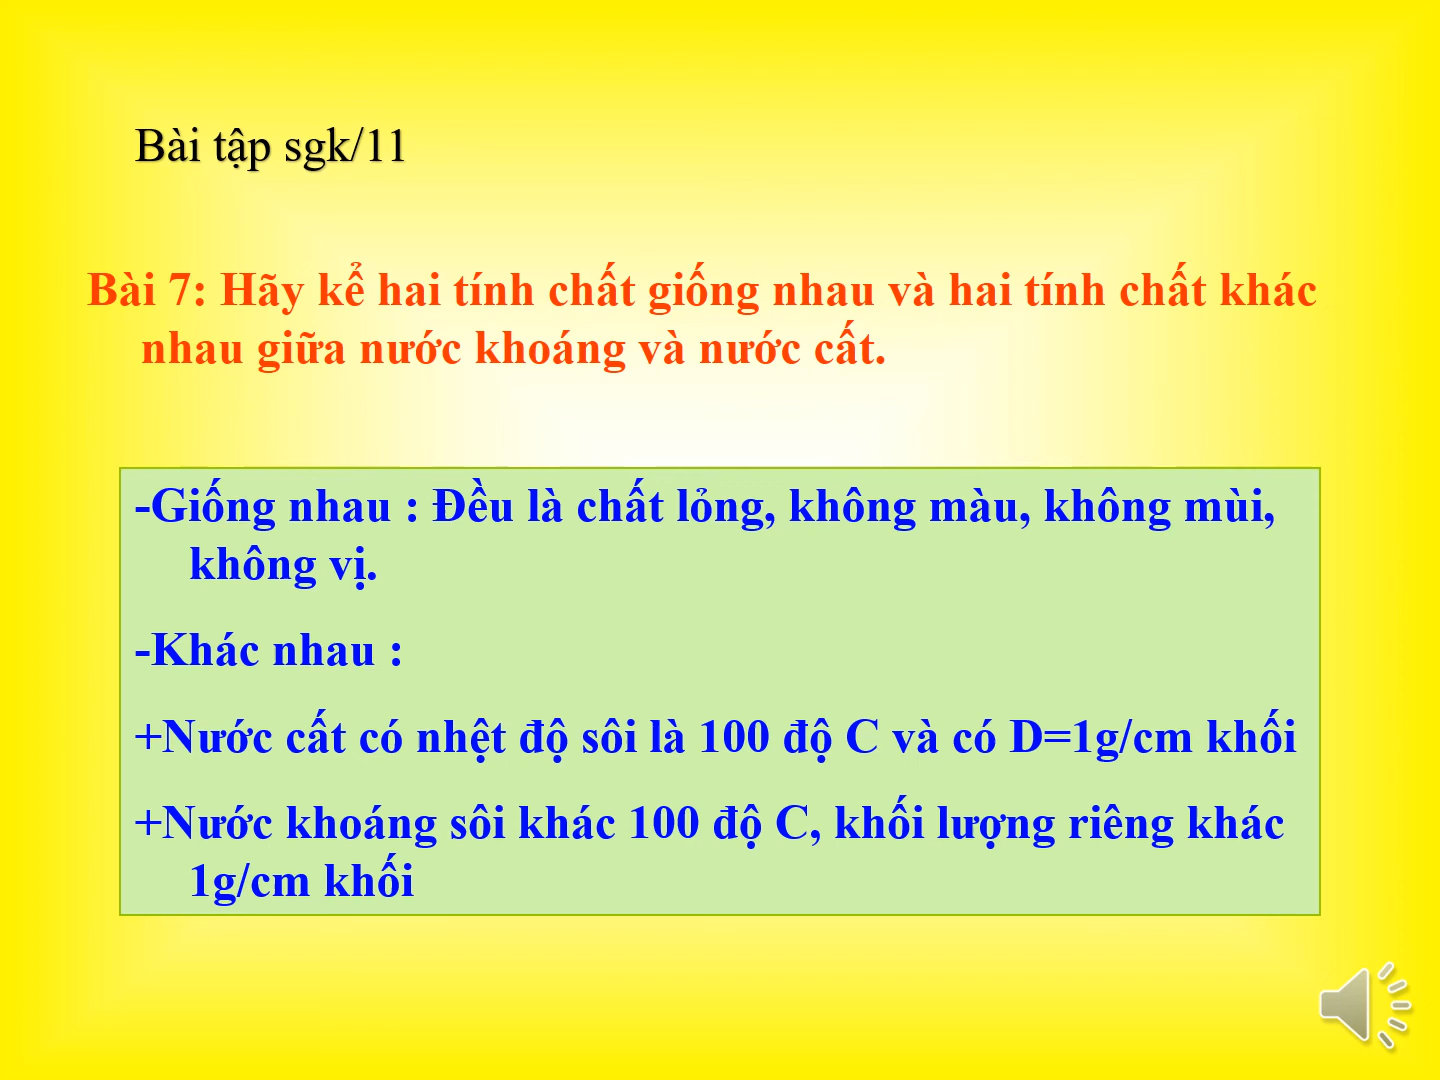 Bài tập sgk/11
Bài 7: Hãy kể hai tính chất giống nhau và hai tính chất khác
nhau giữa nước khoáng và nước cất.
-Giống nhau : Đều là chất lỏng, không màu, không mùi,
không vị.
-Khác nhau :
+Nước cất có nhệt độ sôi là 100 độ C và có D=1g/cm khối
+Nước khoáng sôi khác 100 độ C, khối lượng riêng khác
1g/cm khối